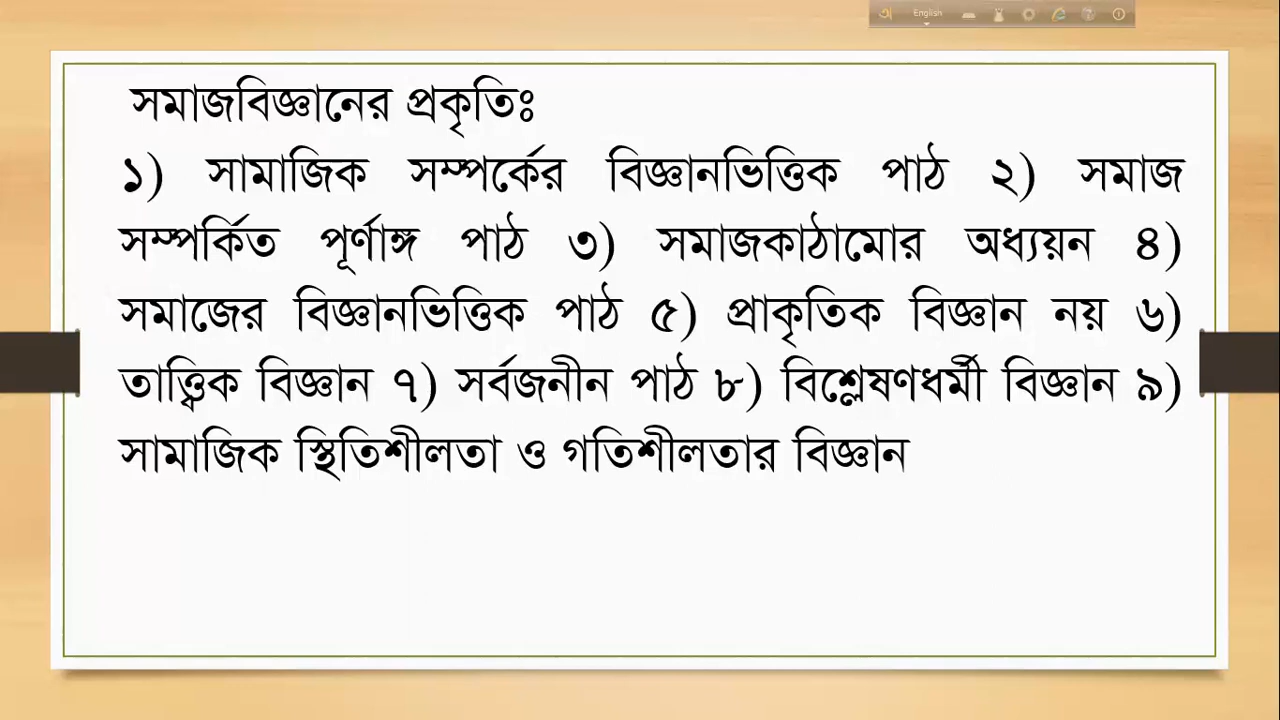 English
সমাজবিজ্ঞানের প্রকৃতিঃ
১) সামাজিক সম্পর্কের বিজ্ঞানভিত্তিক পাঠ ২) সমাজ
সম্পর্কিত পূর্ণাঙ্গ পাঠ ৩) সমাজকাঠামোর অধ্যয়ন ৪)
সমাজের বিজ্ঞানভিত্তিক পাঠ ৫) প্রাকৃতিক বিজ্ঞান নয় ৬)
তাত্ত্বিক বিজ্ঞান ৭) সর্বজনীন পাঠ ৮) বিশ্লেষণধর্মী বিজ্ঞান ৯)
সামাজিক স্থিতিশীলতা ও গতিশীলতার বিজ্ঞান